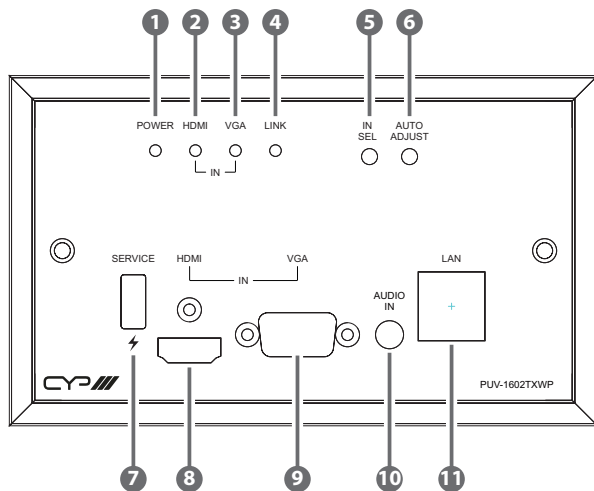 1 2 3 4 5 6
POWER HDMI VGA LINK IN SEL AUTO ADJUST
IN
SERVICE HDMI VGA LAN
IN
AUDIO IN
CYP
PUV-1602TXWP
7 8 9 10 11